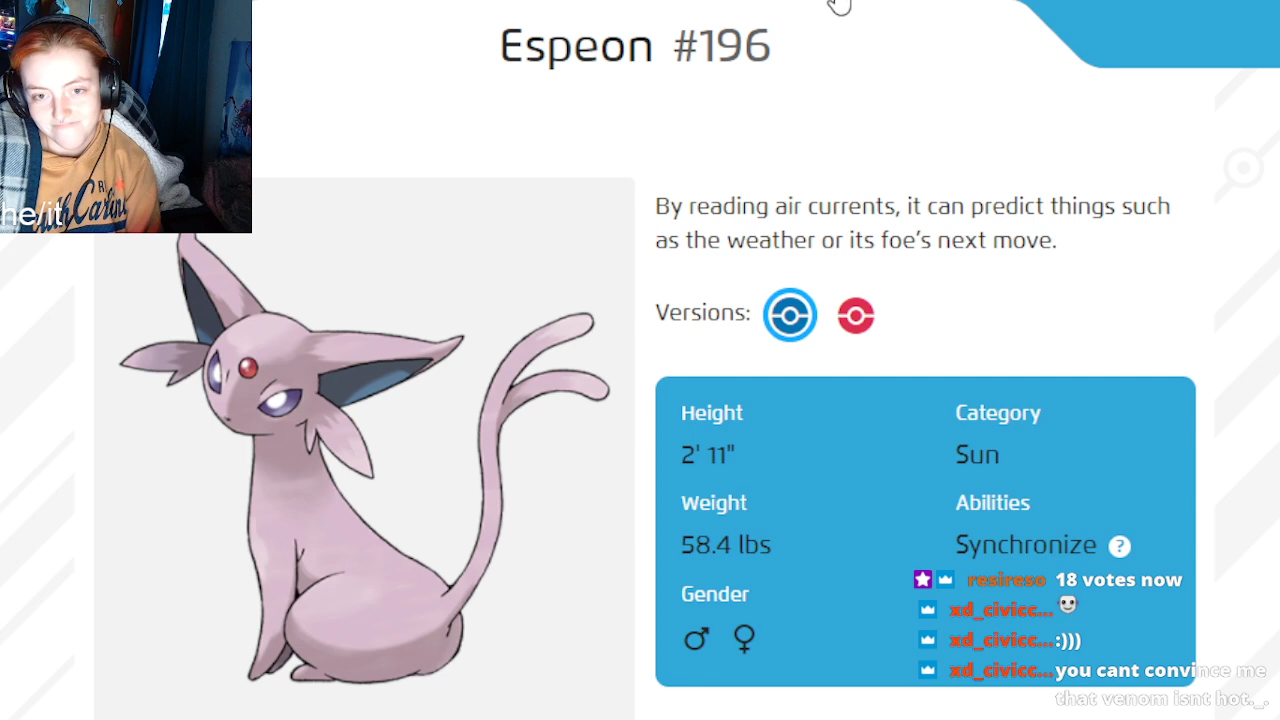 Espeon #196
he/it
By reading air currents, it can predict things such
as the weather or its foe's next move.
Versions:
Height
2' 11"
Weight
58.4 lbs
Gender
Category
Sun
Abilities
Synchronize ?
resireso 18 votes now
xd_civicc...
xd_civicc...:)))
xd_civicc...you cant convince me
that venom isnt hot._.